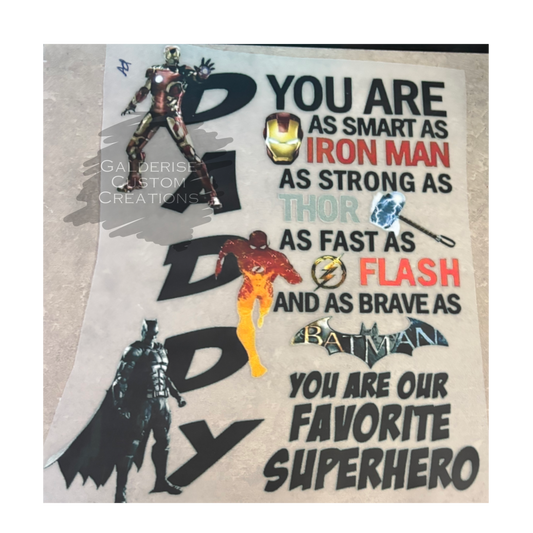 DADDY
YOU ARE
AS SMART AS
IRON MAN
AS STRONG AS
THOR
AS FAST AS
FLASH
AND AS BRAVE AS
BATMAN
YOU ARE OUR
FAVORITE
SUPERHERO
Galderise
Custom
Creations